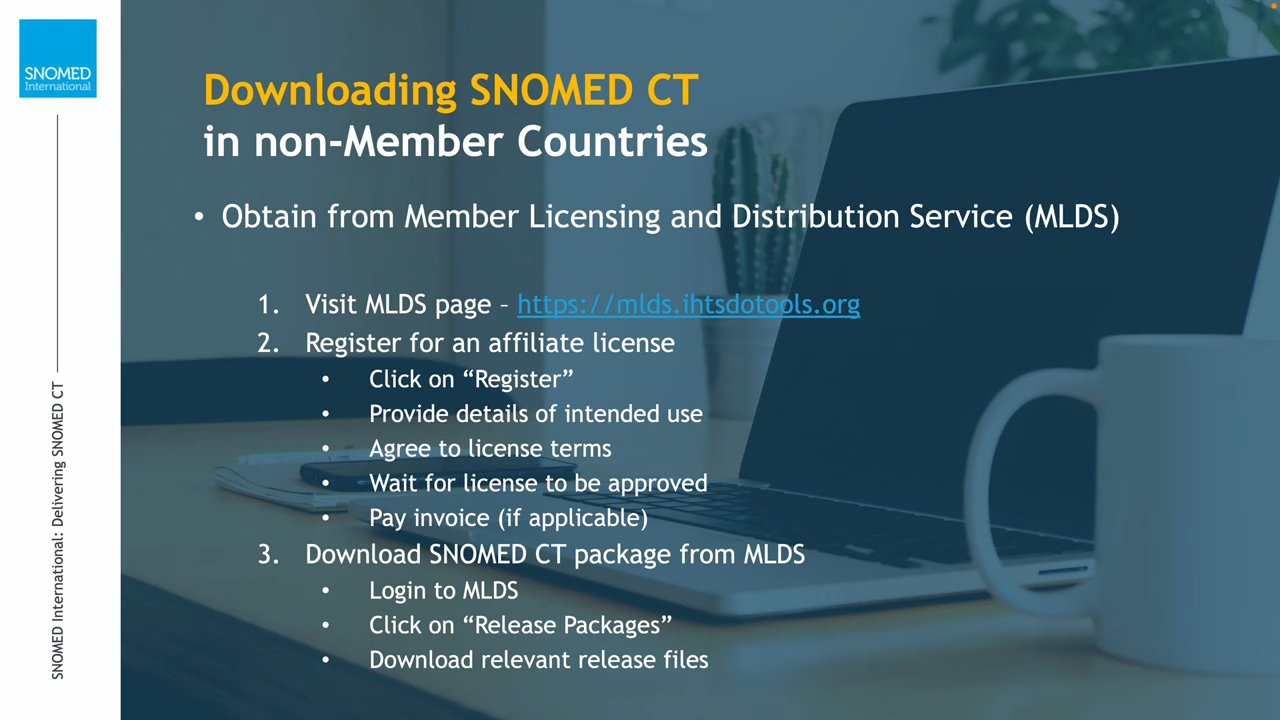 SNOMED
International
Downloading SNOMED CT
in non-Member Countries
• Obtain from Member Licensing and Distribution Service (MLDS)
1. Visit MLDS page – https://mlds.ihtsdotools.org
2. Register for an affiliate license
• Click on “Register”
• Provide details of intended use
• Agree to license terms
• Wait for license to be approved
• Pay invoice (if applicable)
3. Download SNOMED CT package from MLDS
• Login to MLDS
• Click on “Release Packages”
• Download relevant release files
SNOMED International: Delivering SNOMED CT